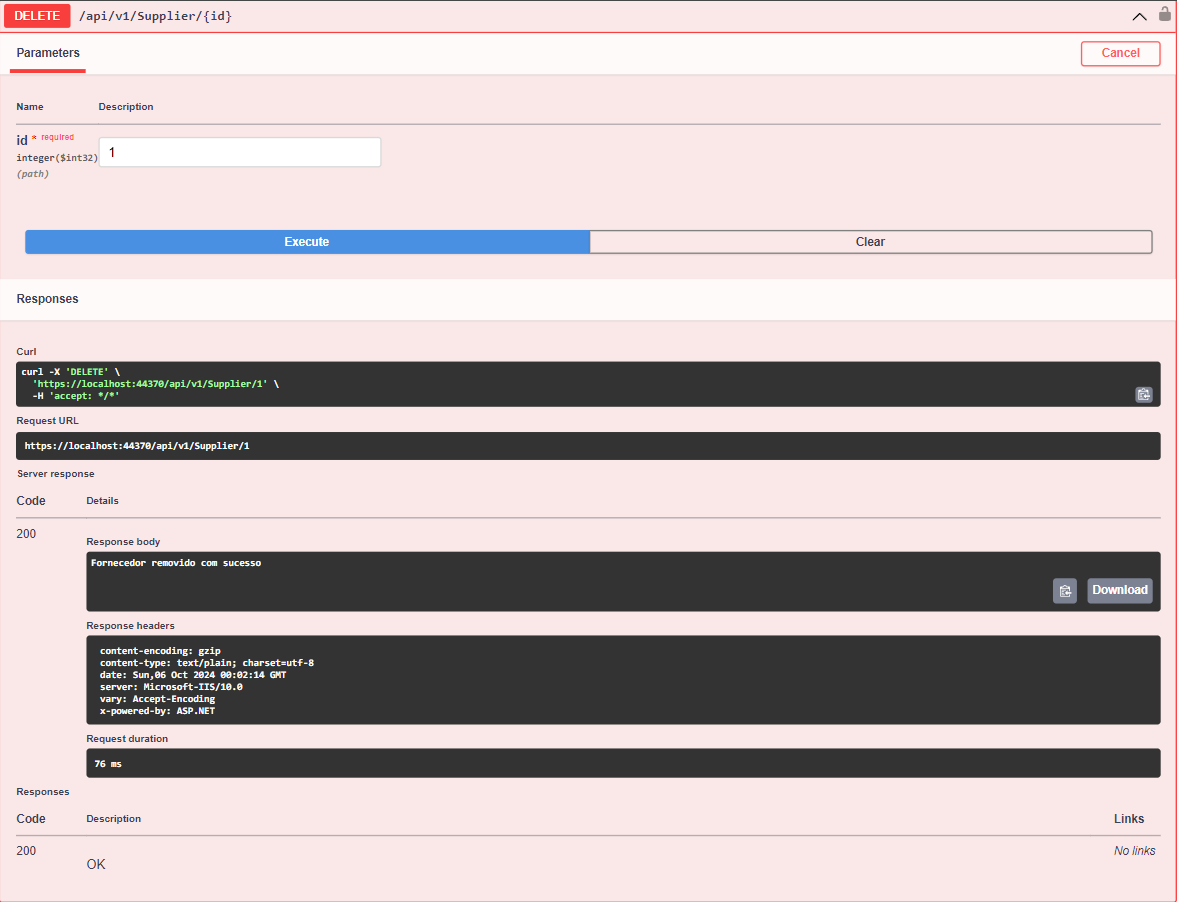 DELETE /api/v1/Supplier/{id}
Parameters
Cancel
Name Description
id * required
integer($int32)
(path)
1
Execute
Clear
Responses
Curl
curl -X 'DELETE' \
'https://localhost:44370/api/v1/Supplier/1' \
-H 'accept: */*'
Request URL
https://localhost:44370/api/v1/Supplier/1
Server response
Code Details
200
Response body
Fornecedor removido com sucesso
Download
Response headers
content-encoding: gzip
content-type: text/plain; charset=utf-8
date: Sun,06 Oct 2024 00:02:14 GMT
server: Microsoft-IIS/10.0
vary: Accept-Encoding
x-powered-by: ASP.NET
Request duration
76 ms
Responses
Code Description Links
200
OK
No links